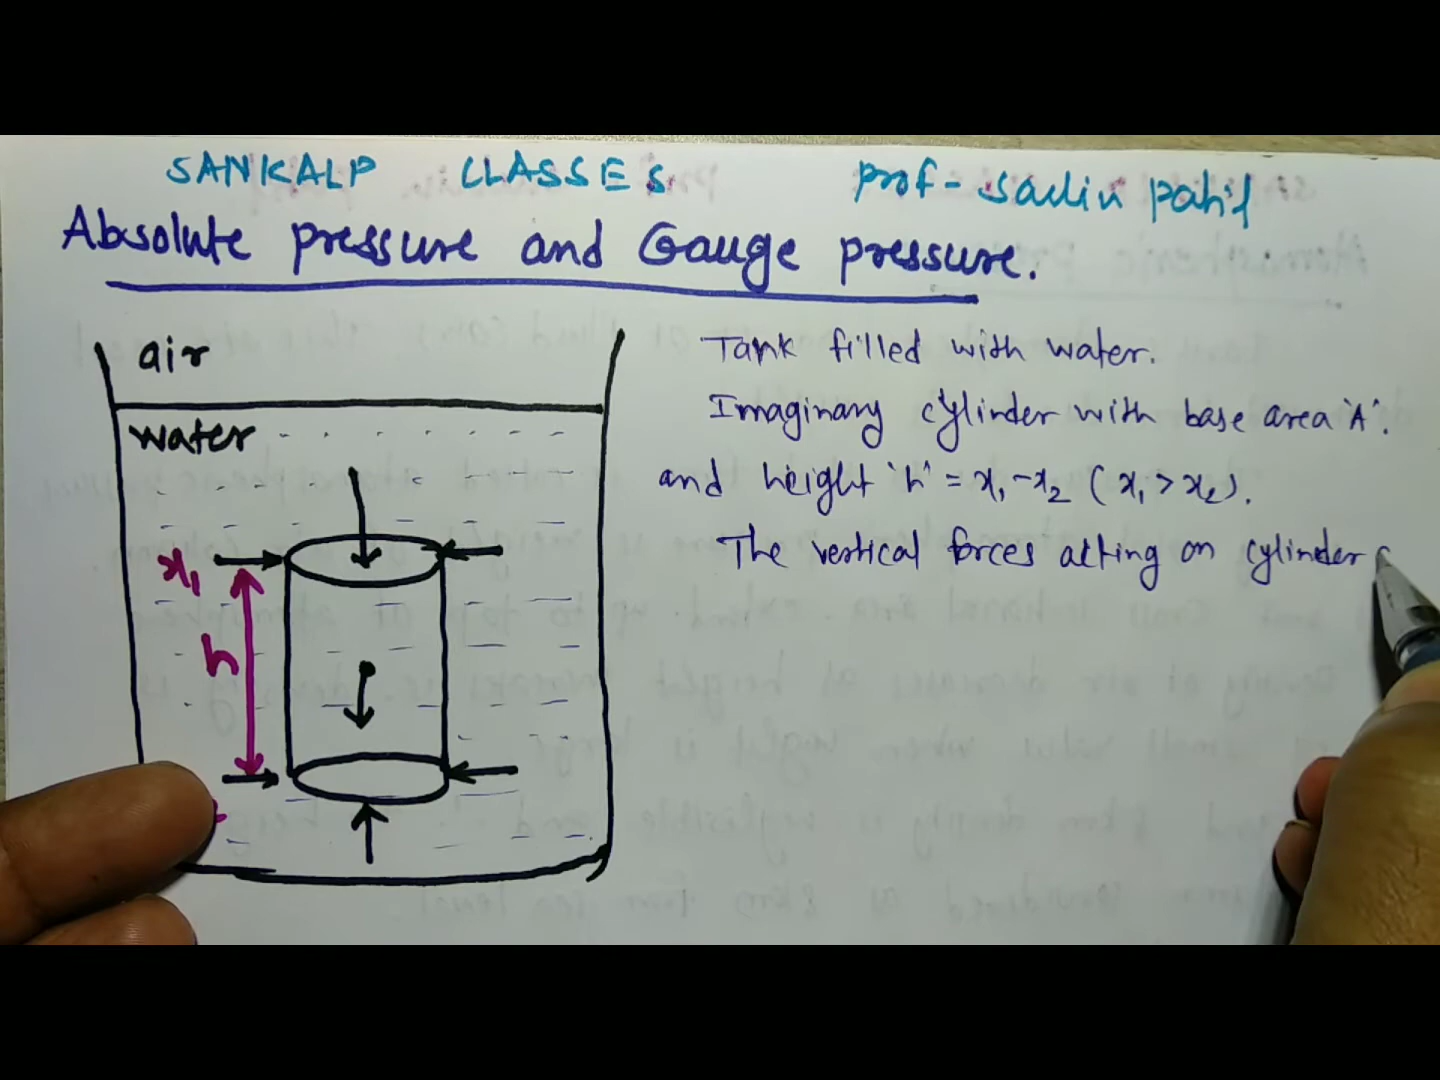 SANKALP CLASSES Prof- Sachin Patil
Absolute pressure and Gauge pressure.
air
water
x₁
h
Tank filled with water.
Imaginary cylinder with base area 'A'.
and height 'h' = x₁-x₂ (x₁ > x₂).
The vertical forces acting on cylinder